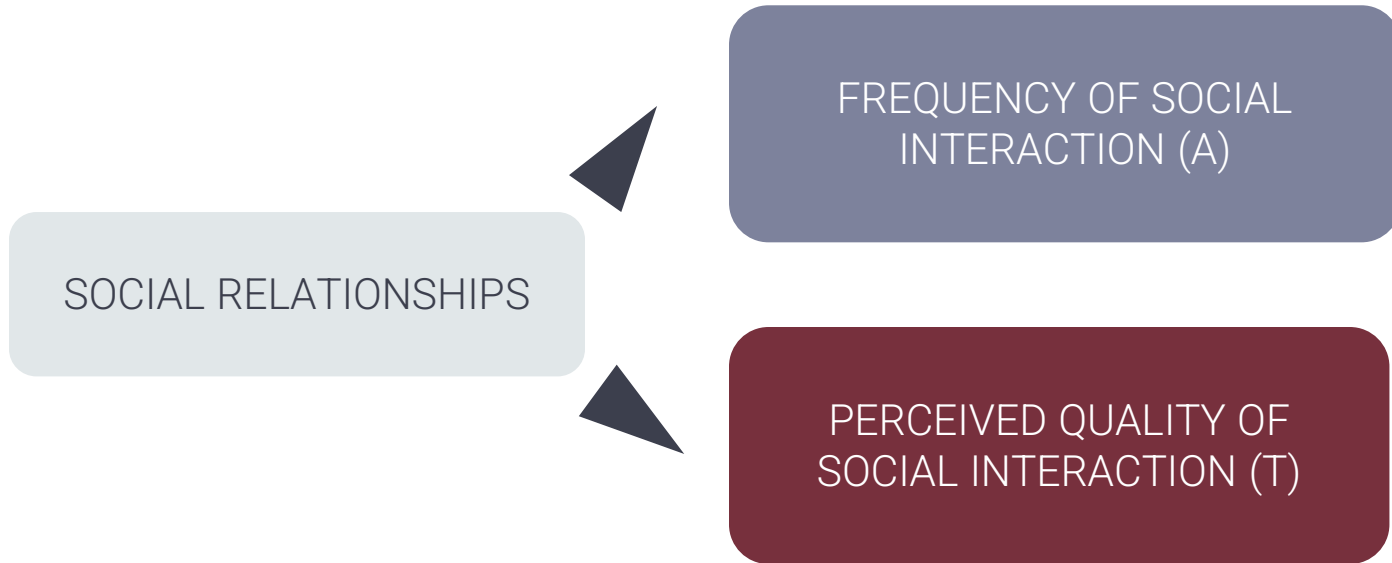 FREQUENCY OF SOCIAL
INTERACTION (A)
SOCIAL RELATIONSHIPS
PERCEIVED QUALITY OF
SOCIAL INTERACTION (T)